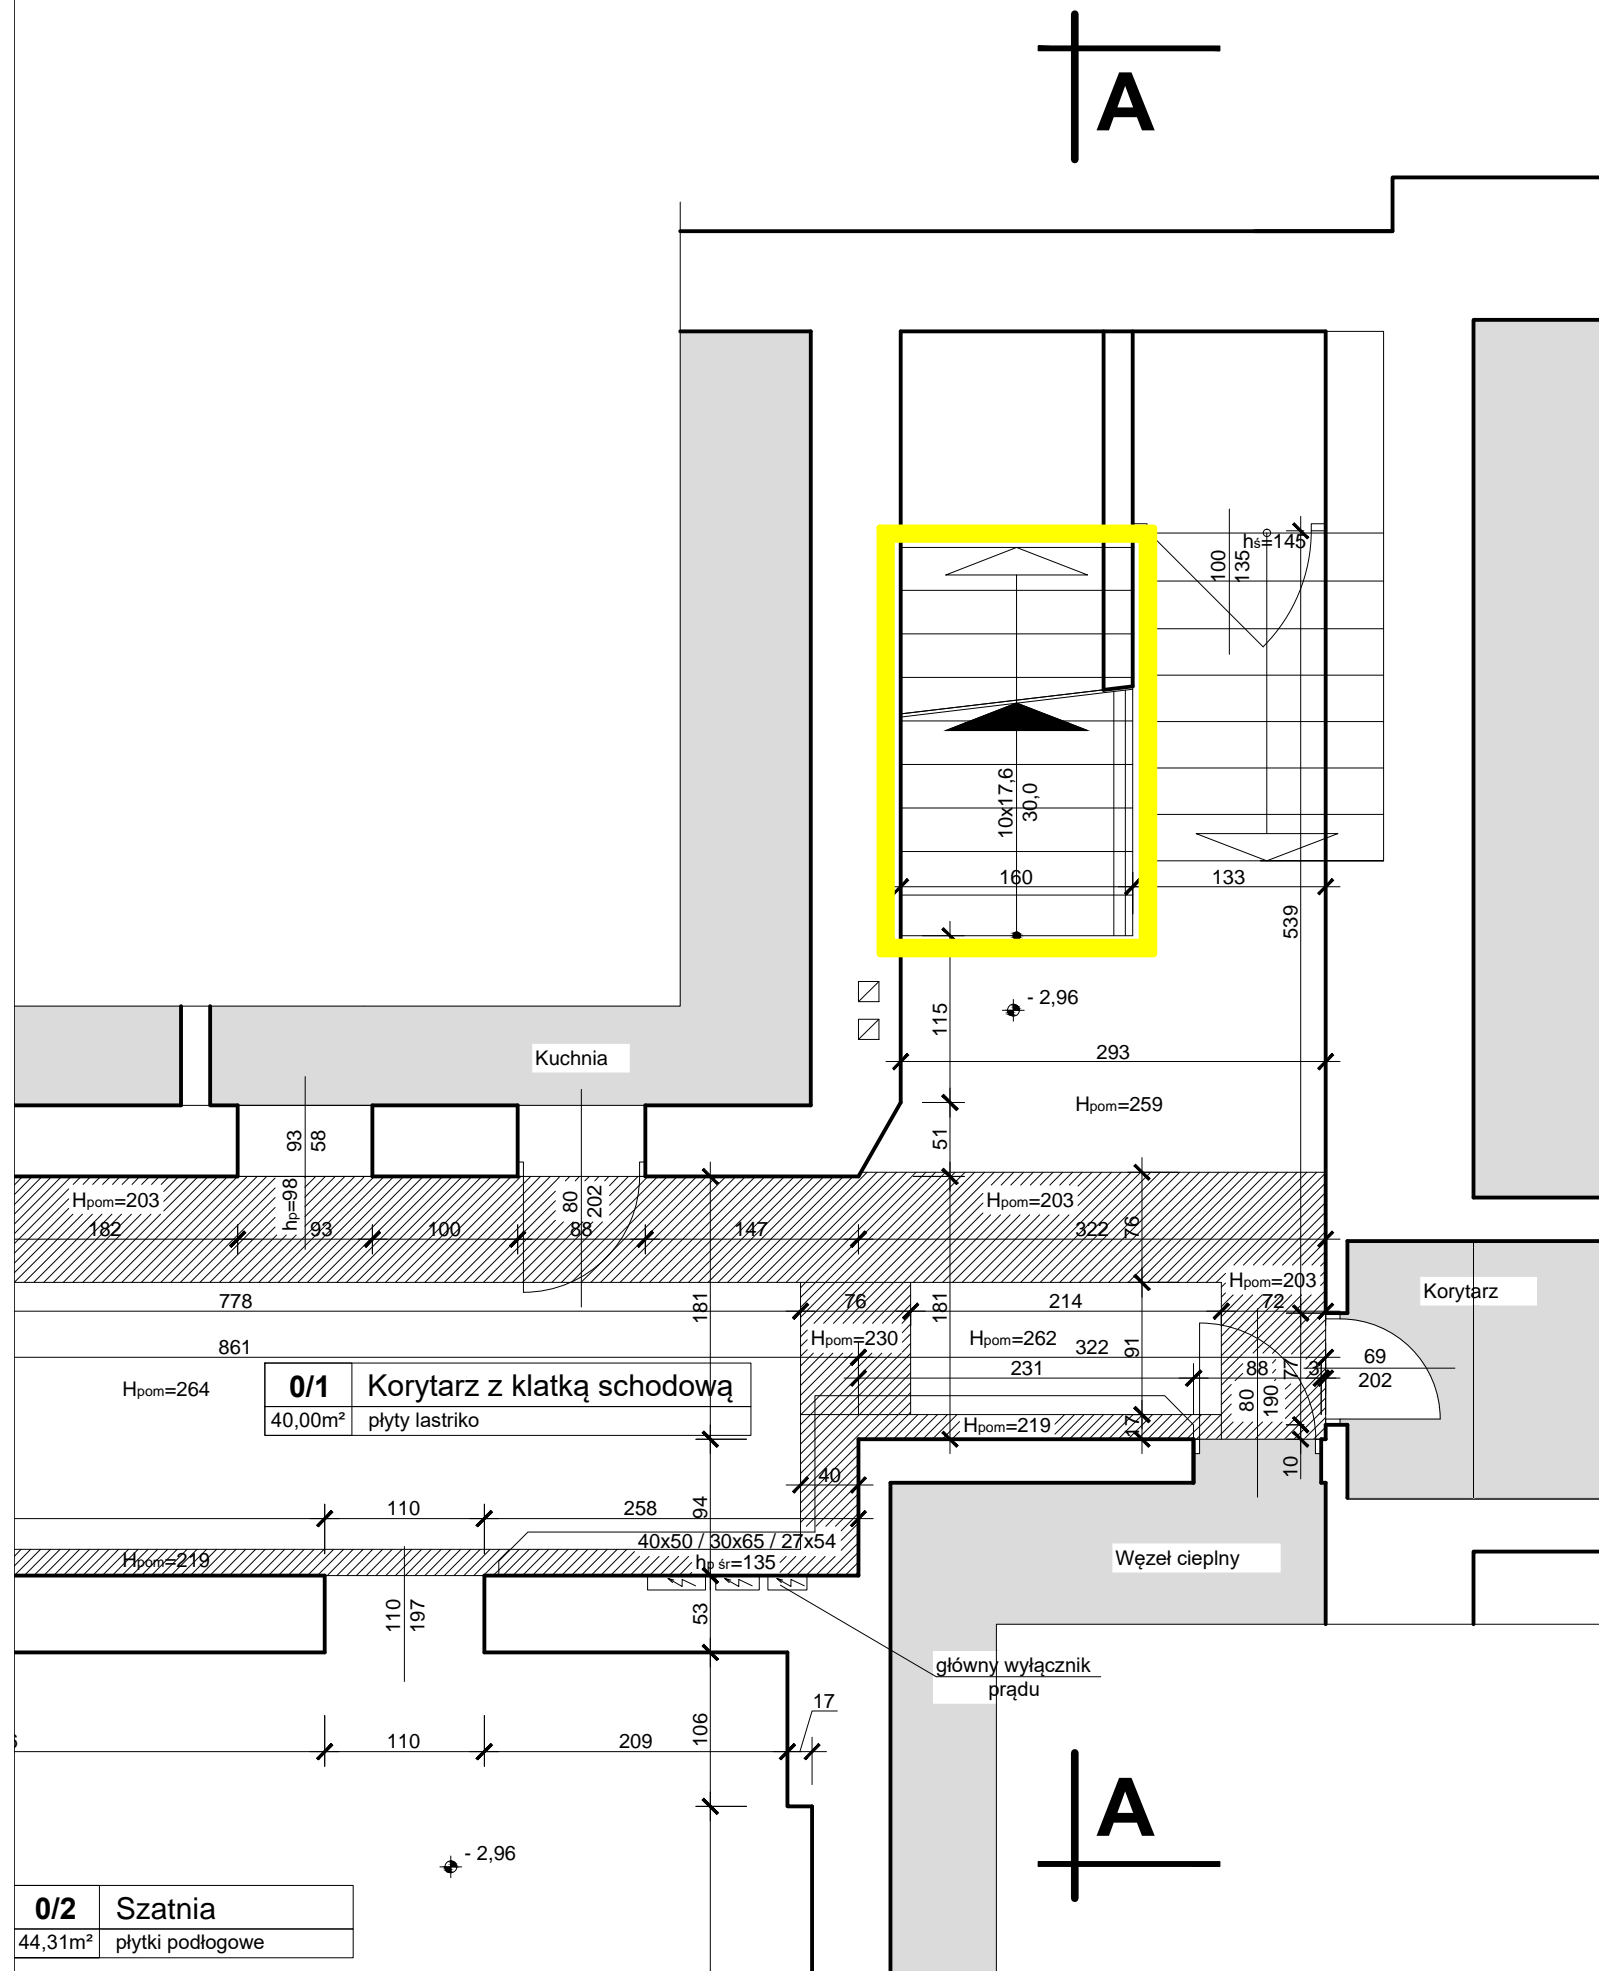 A
hś=145
100
135
10x17,6
30,0
160
133
539
- 2,96
115
293
Kuchnia
Hpom=259
51
93
58
Hpom=203
hp=98
80
202
Hpom=203
182
93
100
88
147
322
76
Hpom=203
Korytarz
778
181
76
181
214
72
Hpom=230
Hpom=262
322
91
861
231
88
77
3
69
202
Hpom=264
0/1
Korytarz z klatką schodową
40,00m²
płyty lastriko
80
190
Hpom=219
17
10
40
110
258
94
40x50 / 30x65 / 27x54
hp śr=135
Hpom=219
Węzeł cieplny
110
197
53
główny wyłącznik
prądu
17
106
110
209
A
- 2,96
0/2
Szatnia
44,31m²
płytki podłogowe